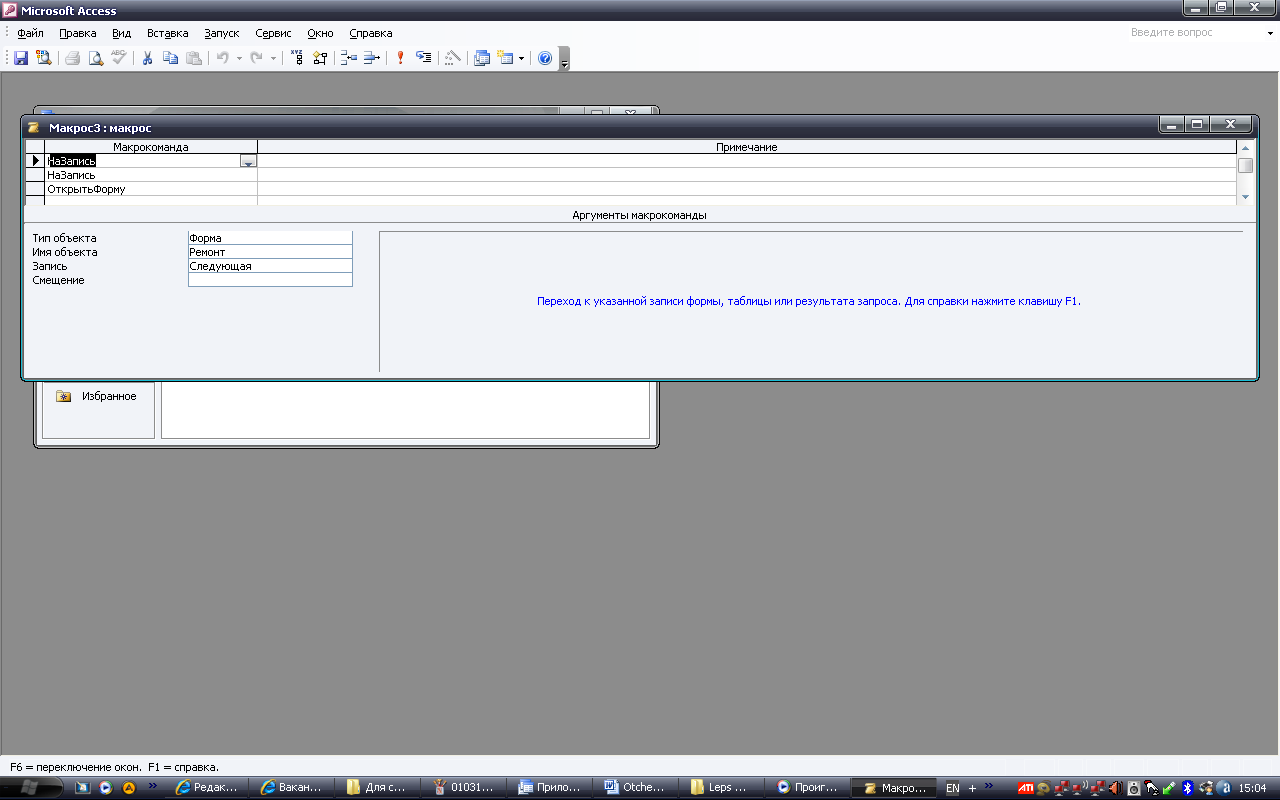 Microsoft Access
Файл Правка Вид Вставка Запуск Сервис Окно Справка Введите вопрос
Макрос3 : макрос
Макрокоманда Примечание
НаЗапись
НаЗапись
ОткрытьФорму
Аргументы макрокоманды
Тип объекта Форма
Имя объекта Ремонт
Запись Следующая
Смещение
Переход к указанной записи формы, таблицы или результата запроса. Для справки нажмите клавишу F1.
Избранное
F6 = переключение окон. F1 = справка.
Редак... Вакан... Для с... 01031... Прило... Otche... Leps ... Проиг... Макро... EN ATI 15:04